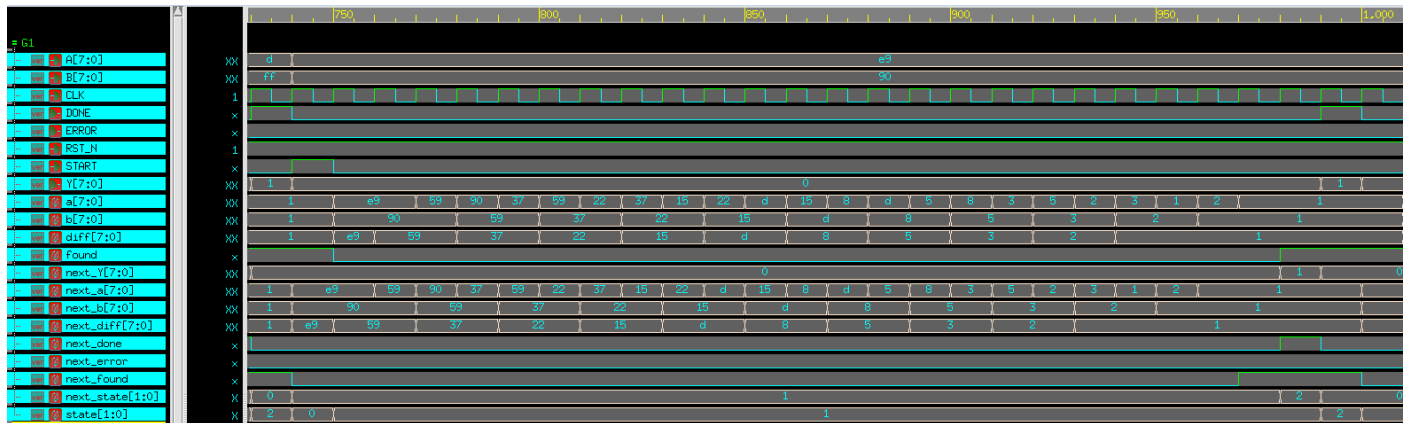 750 800 850 900 950 1,000
= G1
A[7:0] XX d e9
B[7:0] XX ff 90
CLK 1
DONE x
ERROR x
RST_N 1
START x
Y[7:0] XX 1 0 1
a[7:0] XX 1 e9 59 90 37 59 22 37 15 22 d 15 8 d 5 8 3 5 2 3 1 2 1
b[7:0] XX 1 90 59 37 22 15 d 8 5 3 2 1
diff[7:0] XX 1 e9 59 37 22 15 d 8 5 3 2 1
found x
next_Y[7:0] XX 0 1 0
next_a[7:0] XX 1 e9 59 90 37 59 22 37 15 22 d 15 8 d 5 8 3 5 2 3 1 2 1
next_b[7:0] XX 1 90 59 37 22 15 d 8 5 3 2 1
next_diff[7:0] XX 1 e9 59 37 22 15 d 8 5 3 2 1
next_done x
next_error x
next_found x
next_state[1:0] X 0 1 2 0
state[1:0] X 2 0 1 2